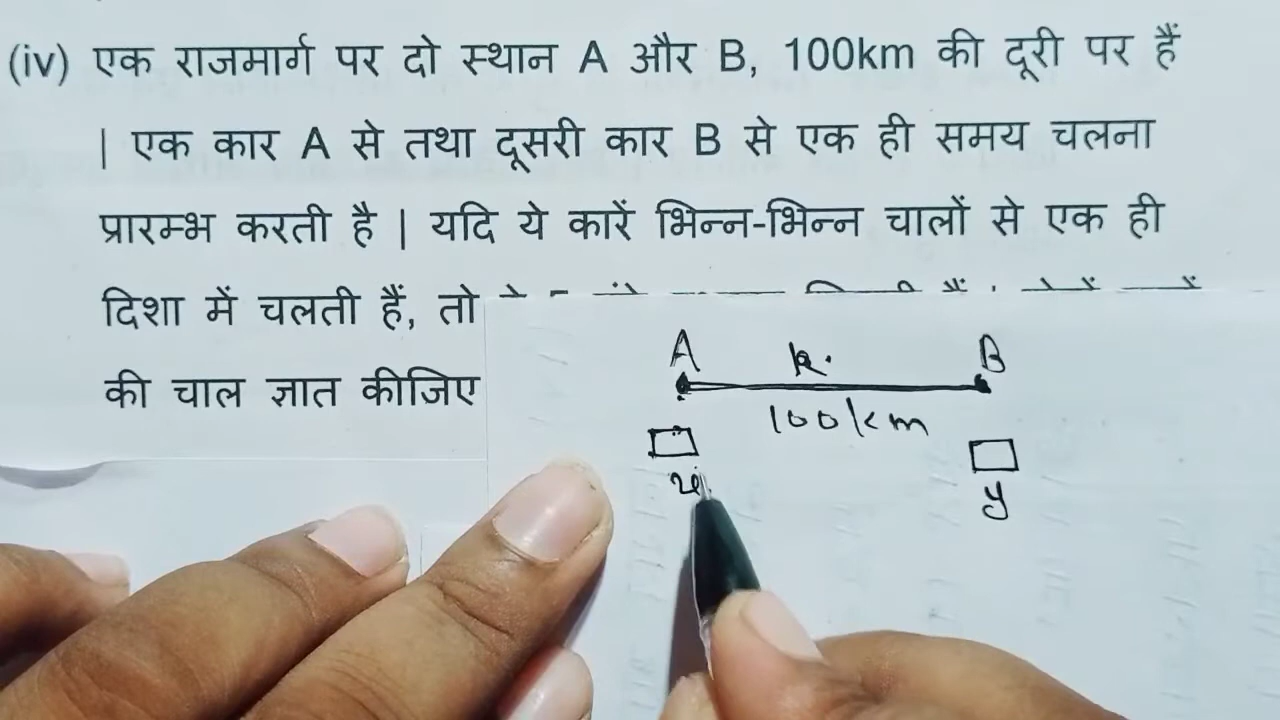 (iv) एक राजमार्ग पर दो स्थान A और B, 100km की दूरी पर हैं
| एक कार A से तथा दूसरी कार B से एक ही समय चलना
प्रारम्भ करती है | यदि ये कारें भिन्न-भिन्न चालों से एक ही
दिशा में चलती हैं, तो
की चाल ज्ञात कीजिए
A B
100km
y